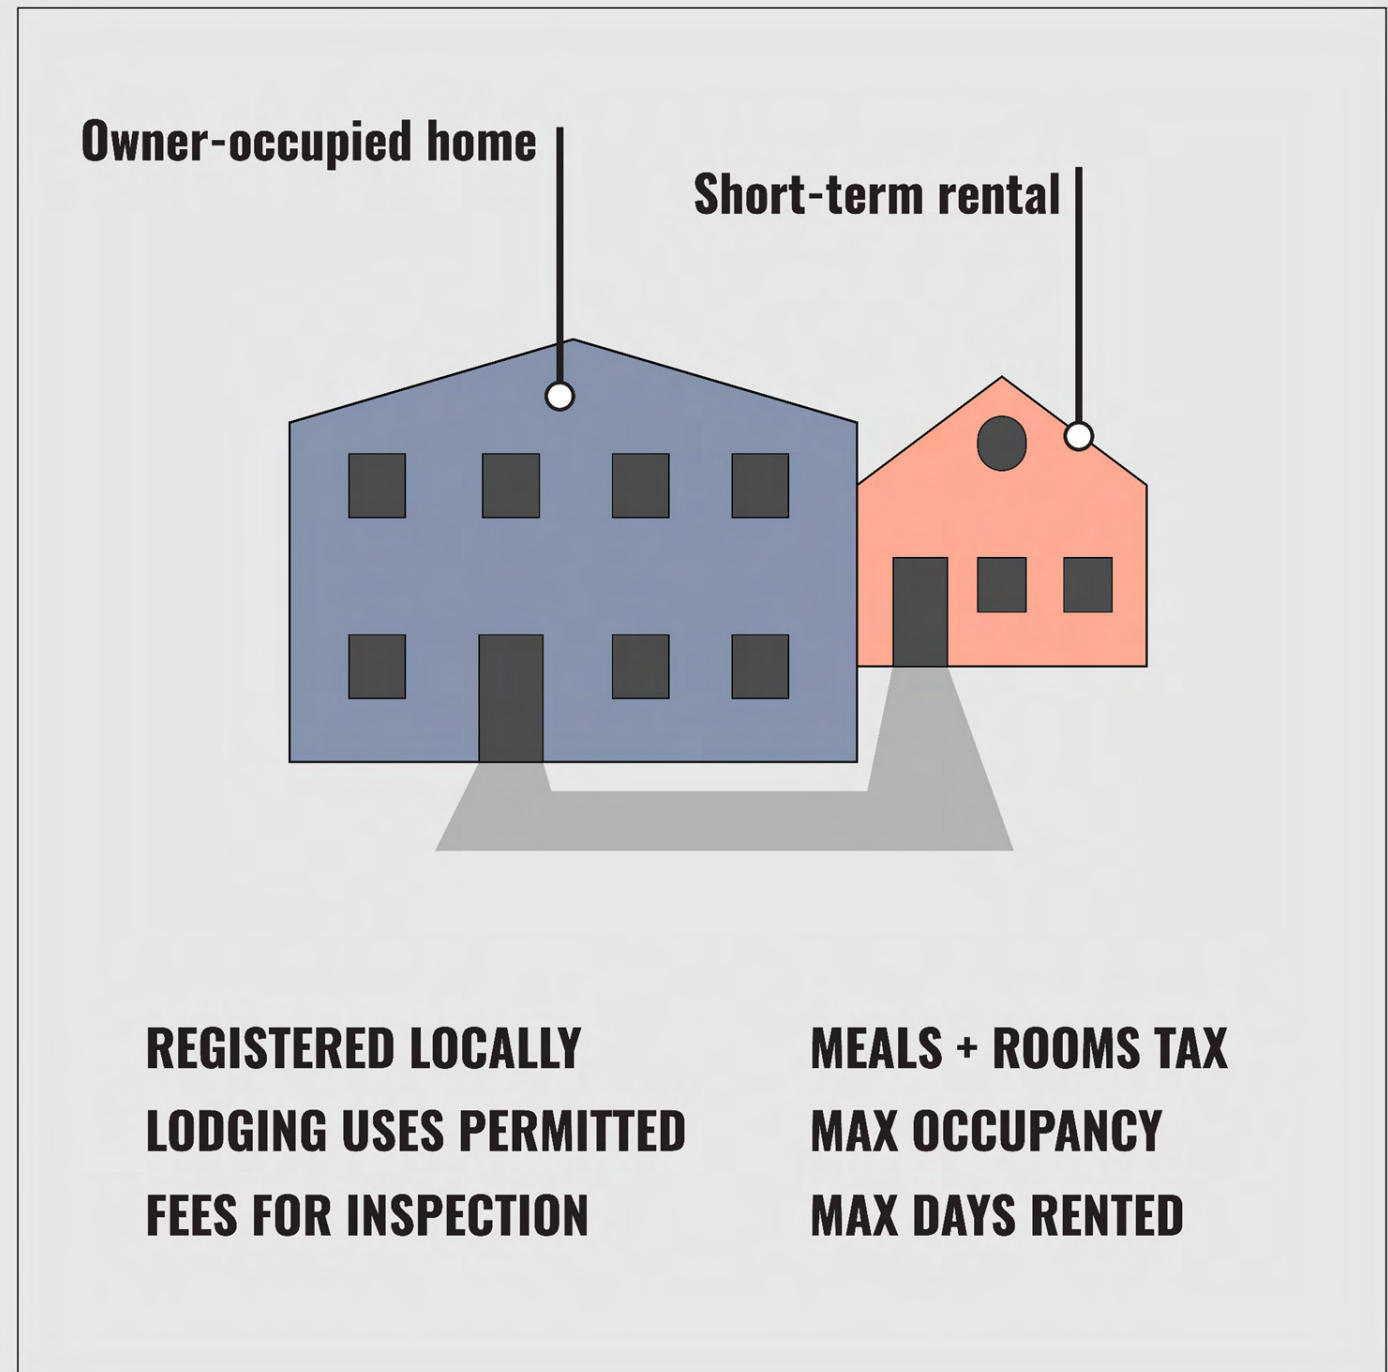 Owner-occupied home
Short-term rental
REGISTERED LOCALLY
LODGING USES PERMITTED
FEES FOR INSPECTION
MEALS + ROOMS TAX
MAX OCCUPANCY
MAX DAYS RENTED